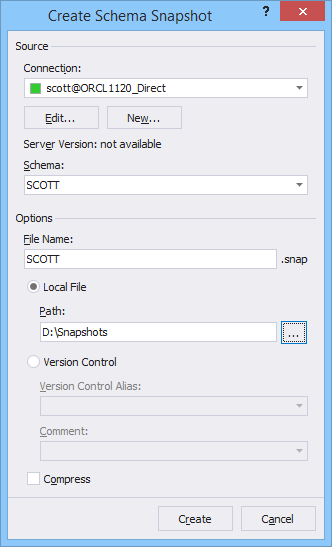 Create Schema Snapshot
?
Source
Connection:
scott@ORCL1120_Direct
Edit...
New...
Server Version: not available
Schema:
SCOTT
Options
File Name:
SCOTT
.snap
Local File
Path:
D:\Snapshots
...
Version Control
Version Control Alias:
Comment:
Compress
Create
Cancel